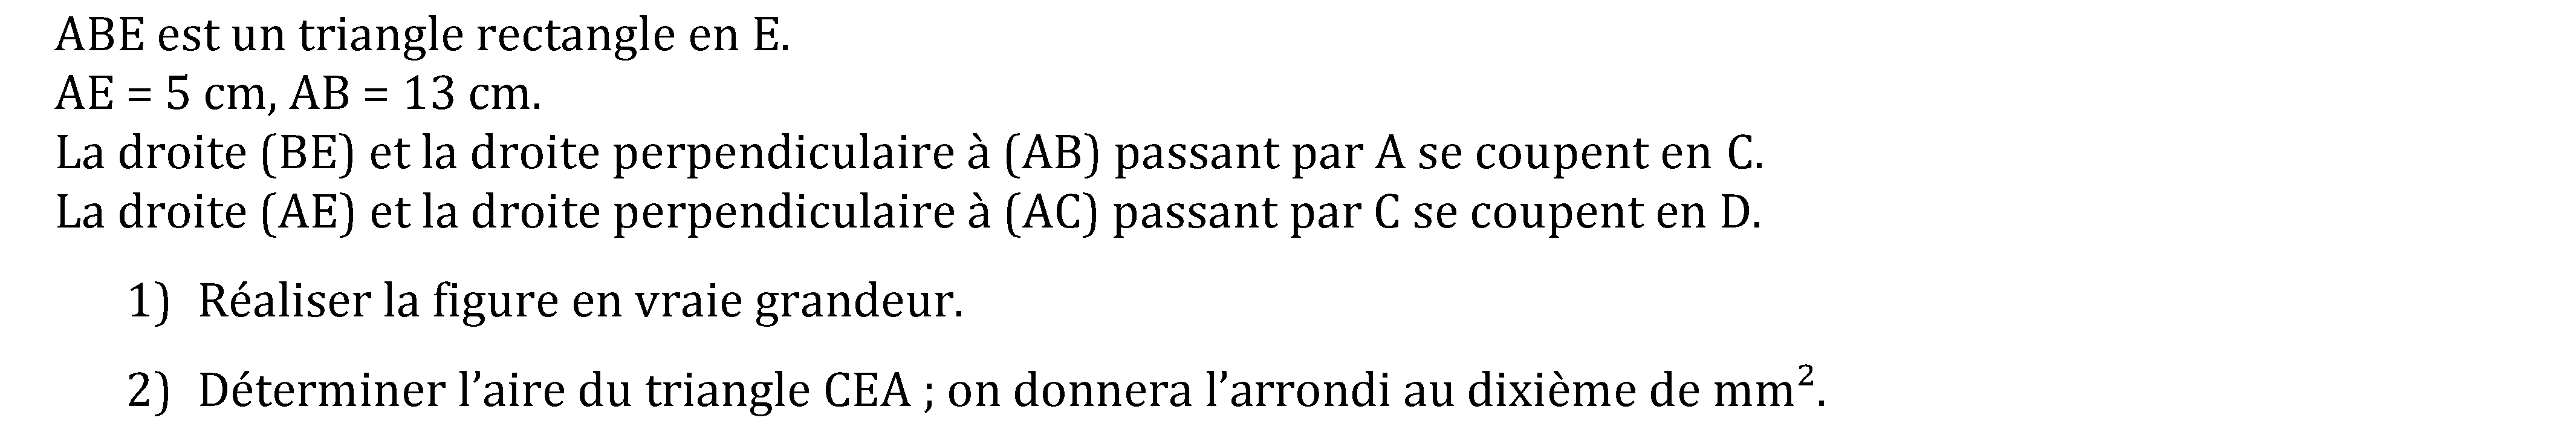 ABE est un triangle rectangle en E.
AE = 5 cm, AB = 13 cm.
La droite (BE) et la droite perpendiculaire à (AB) passant par A se coupent en C.
La droite (AE) et la droite perpendiculaire à (AC) passant par C se coupent en D.
1) Réaliser la figure en vraie grandeur.
2) Déterminer l’aire du triangle CEA ; on donnera l’arrondi au dixième de mm².